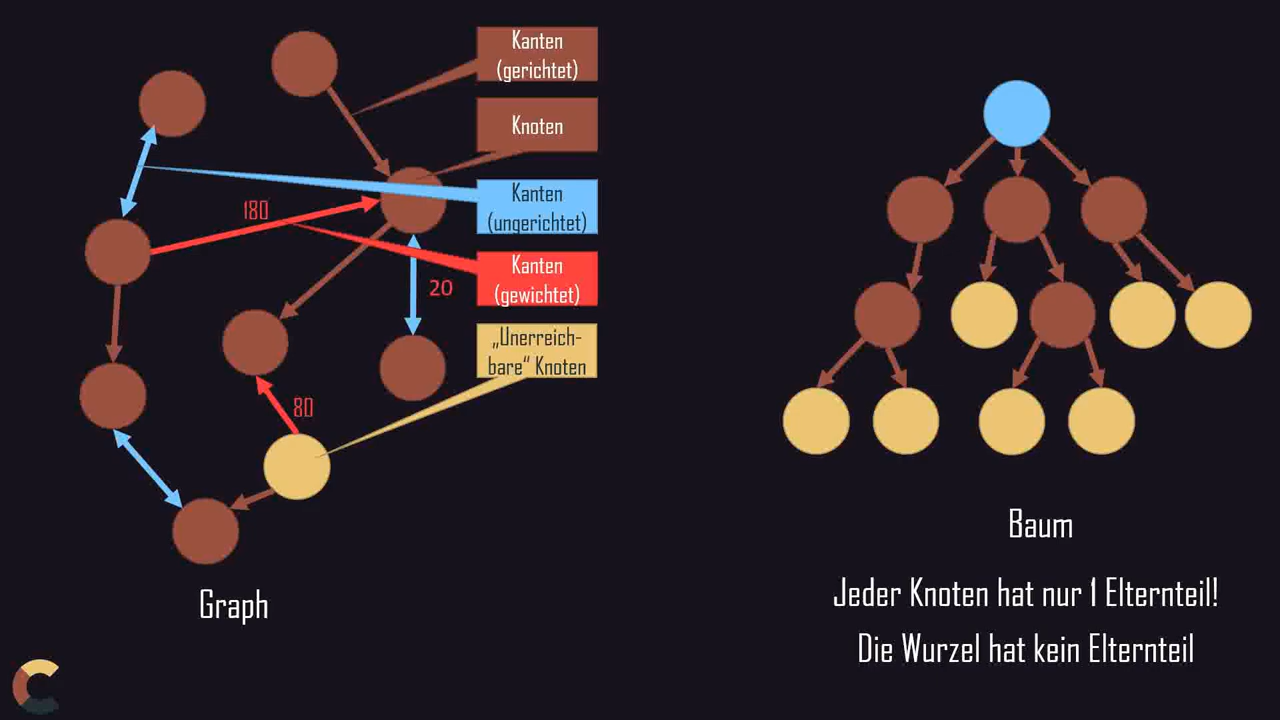 Kanten
(gerichtet)
Knoten
Kanten
(ungerichtet)
180
Kanten
(gewichtet)
20
„Unerreich-
bare“ Knoten
80
Graph
Baum
Jeder Knoten hat nur 1 Elternteil!
Die Wurzel hat kein Elternteil